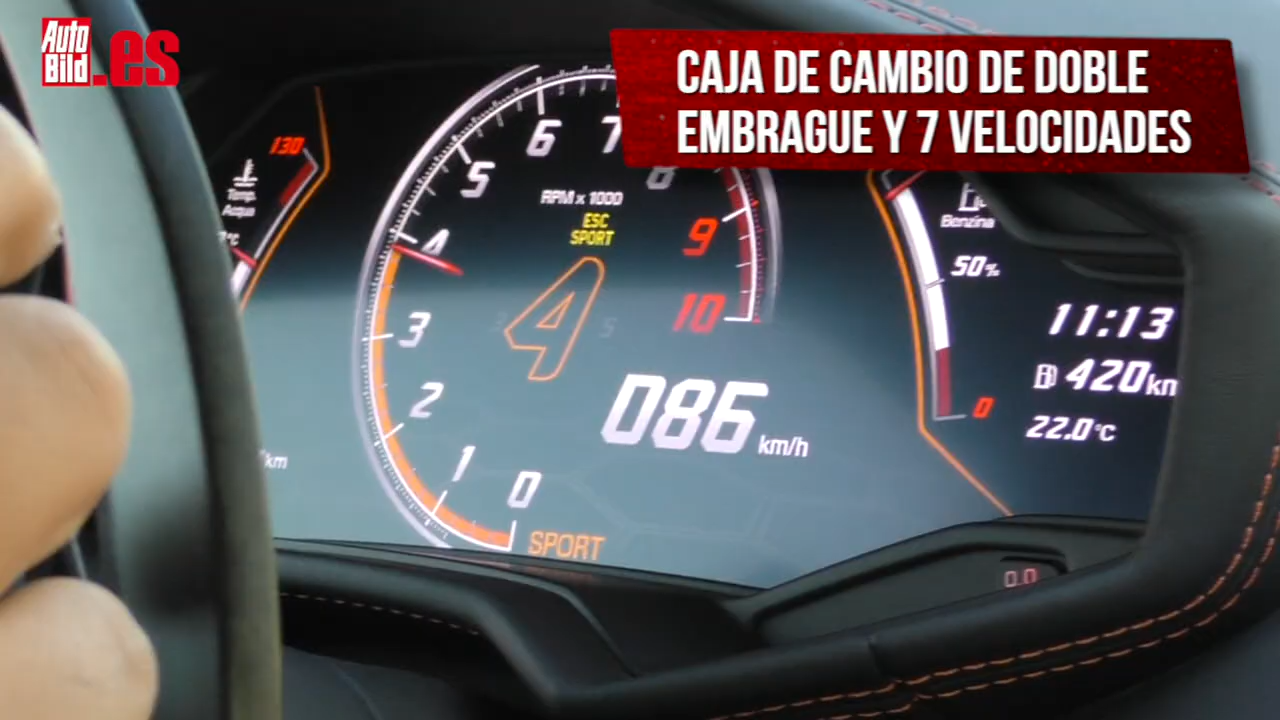 Auto
Bild
.es
CAJA DE CAMBIO DE DOBLE
EMBRAGUE Y 7 VELOCIDADES
130
Temp.
Acqua
°C
km
0
1
2
3
4
5
6
7
8
9
10
RPM x 1000
ESC
SPORT
4
5
086 km/h
SPORT
Benzina
50%
0
11:13
420km
22.0°C
0.0